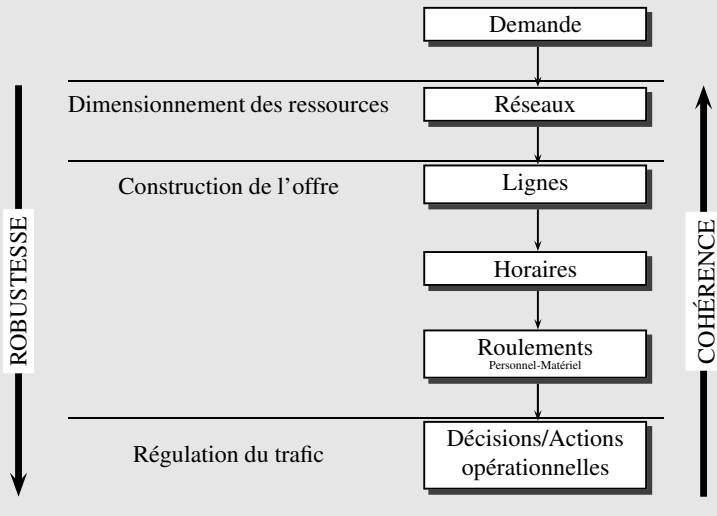 Demande
Dimensionnement des ressources
Réseaux
Construction de l'offre
Lignes
ROBUSTESSE
COHÉRENCE
Horaires
Roulements
Personnel-Matériel
Régulation du trafic
Décisions/Actions
opérationnelles